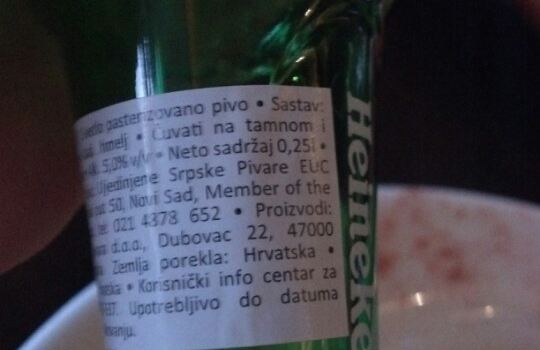 pasterizovano pivo • Sastav:
hmelj • Čuvati na tamnom i
5,0% v/v • Neto sadržaj 0,25l •
Ujedinjene Srpske Pivare EUC
50, Novi Sad, Member of the
tel: 021 4378 652 • Proizvodi:
d.o.o., Dubovac 22, 47000
Zemlja porekla: Hrvatska •
• Korisnički info centar za
Upotrebljivo do datuma
Heineke